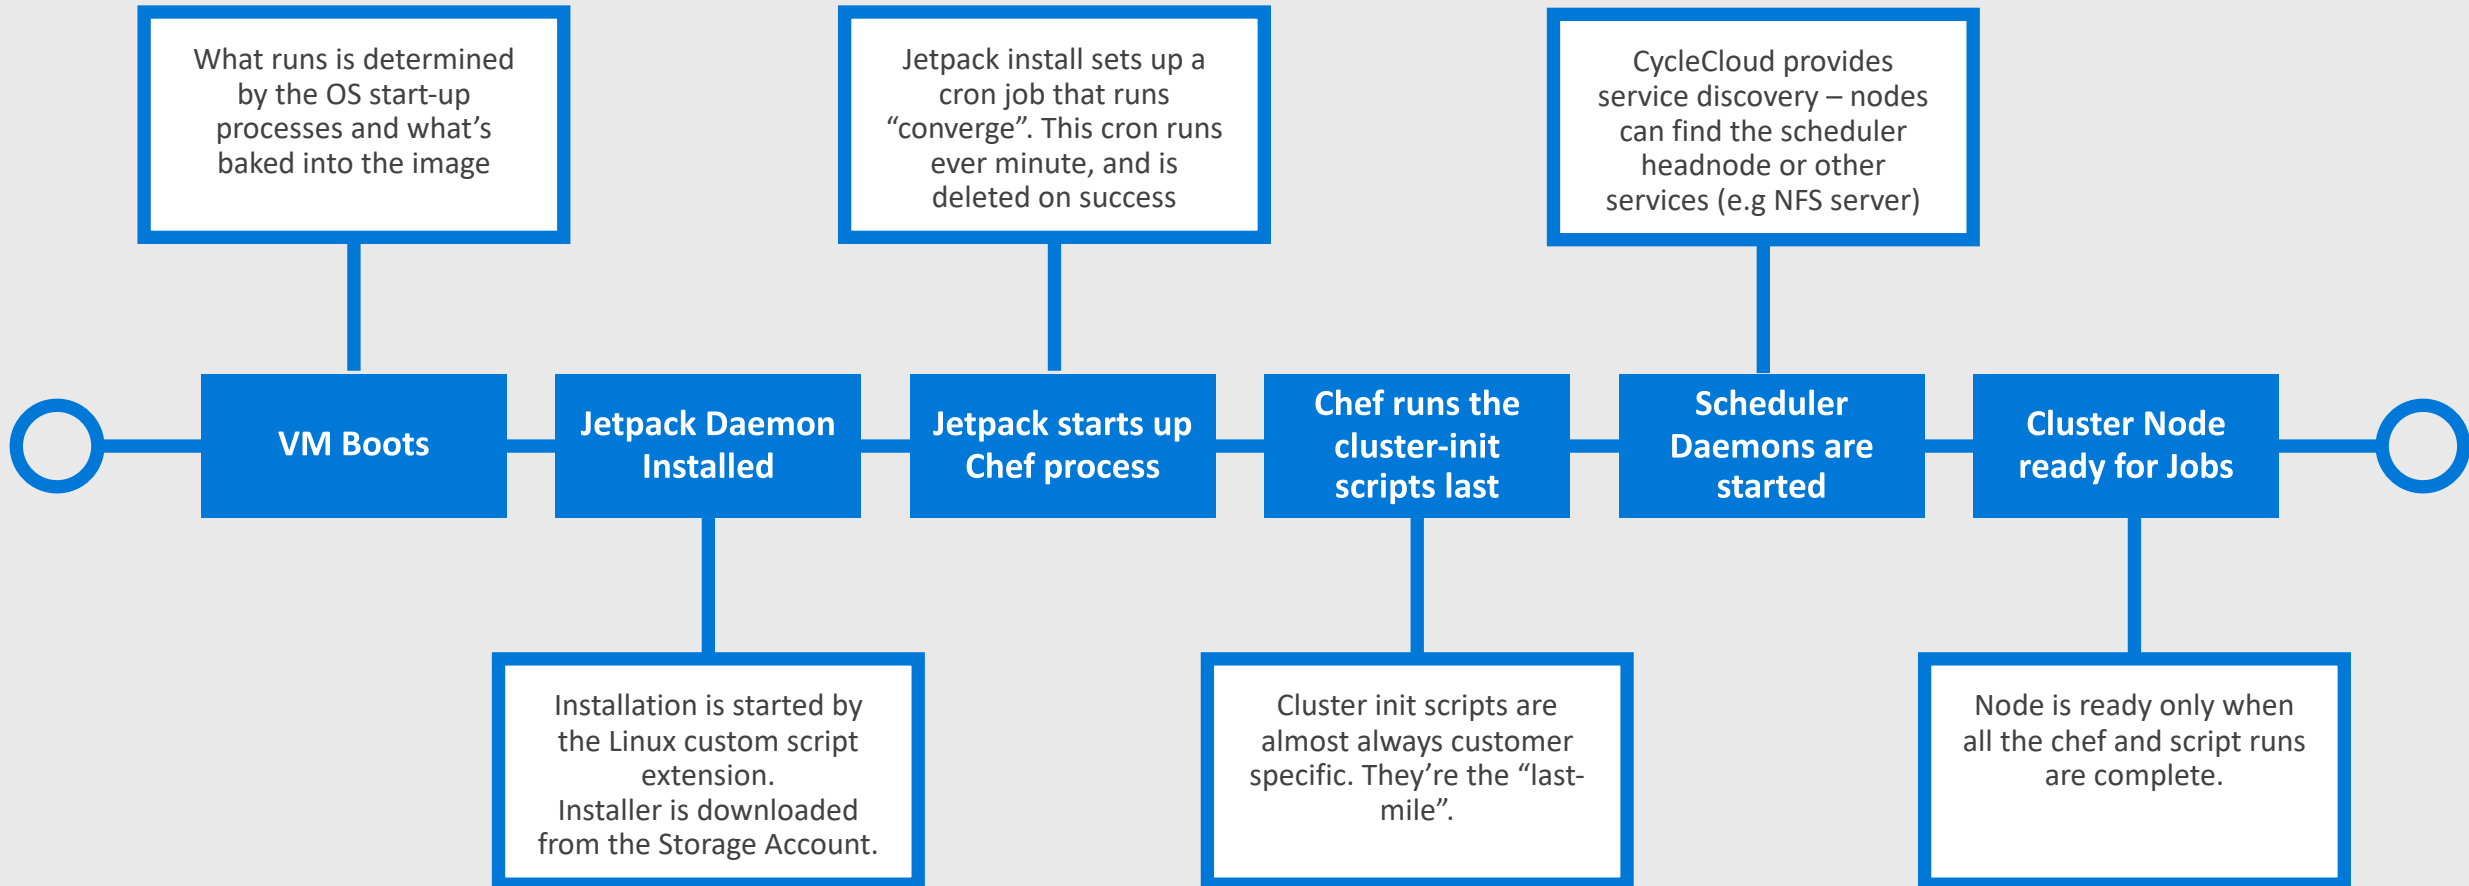 What runs is determined
by the OS start-up
processes and what's
baked into the image
Jetpack install sets up a
cron job that runs
“converge”. This cron runs
ever minute, and is
deleted on success
CycleCloud provides
service discovery – nodes
can find the scheduler
headnode or other
services (e.g NFS server)
VM Boots
Jetpack Daemon
Installed
Jetpack starts up
Chef process
Chef runs the
cluster-init
scripts last
Scheduler
Daemons are
started
Cluster Node
ready for Jobs
Installation is started by
the Linux custom script
extension.
Installer is downloaded
from the Storage Account.
Cluster init scripts are
almost always customer
specific. They’re the “last-
mile”.
Node is ready only when
all the chef and script runs
are complete.